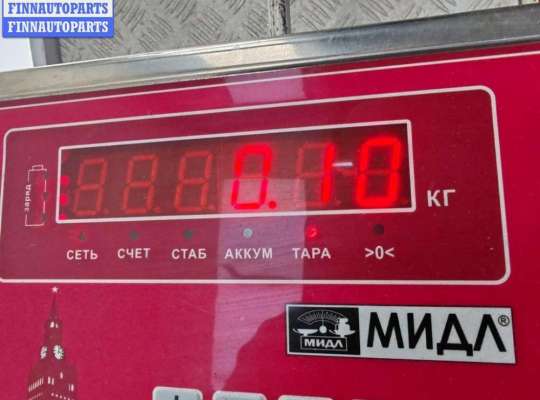 FINNAUTOPARTS
FINNAUTOPARTS
заряд
0.10 КГ
СЕТЬ СЧЕТ СТАБ АККУМ ТАРА >0<
МИДЛ МИДЛ®